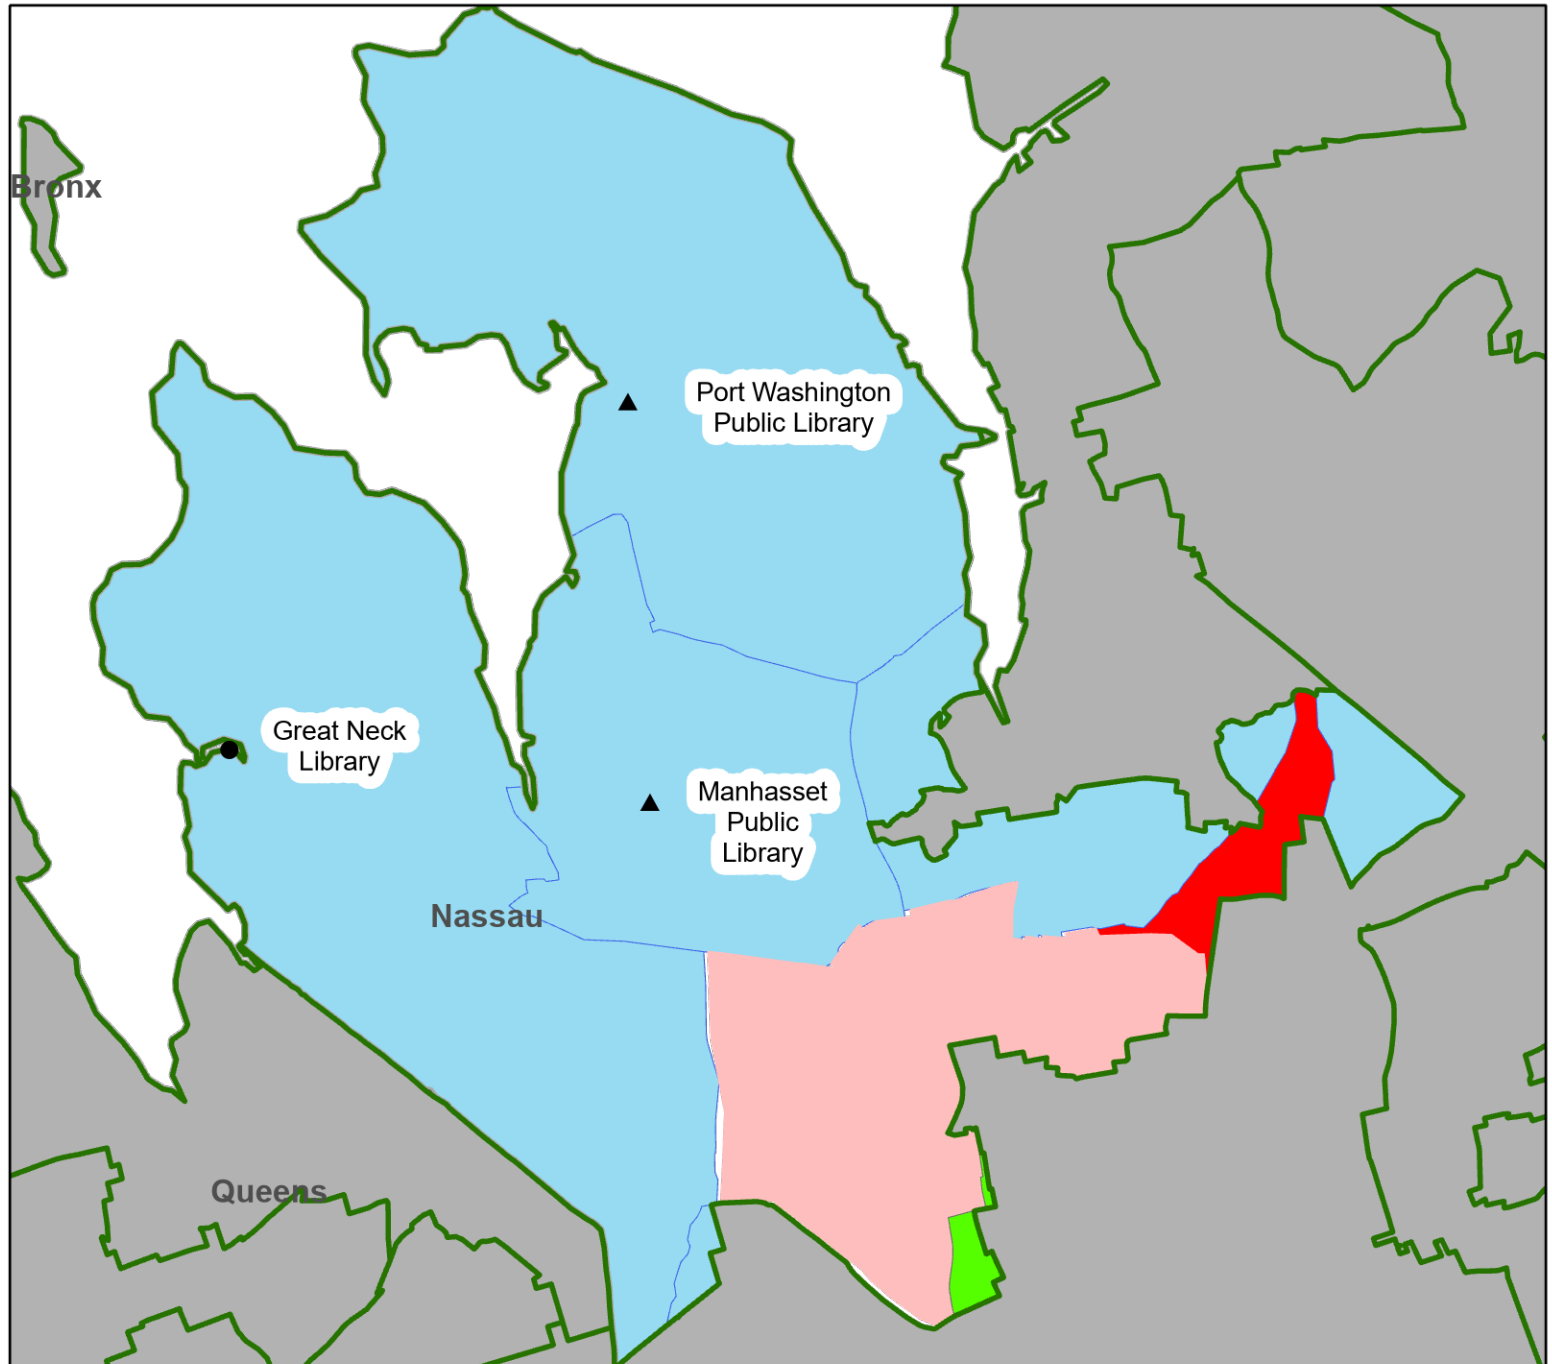 Bronx
Port Washington
Public Library
Great Neck
Library
Manhasset
Public
Library
Nassau
Queens